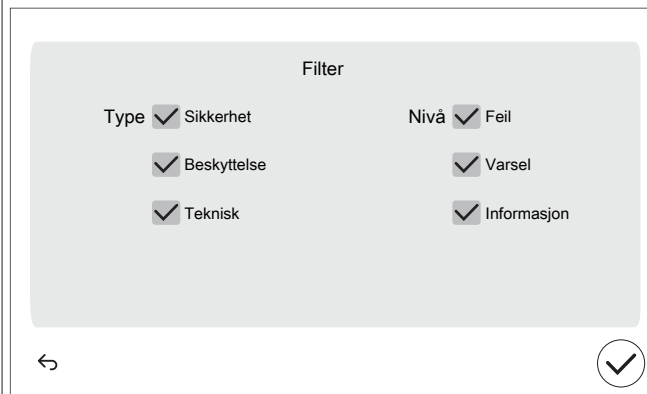 Filter
Type Sikkerhet Nivå Feil
Beskyttelse Varsel
Teknisk Informasjon